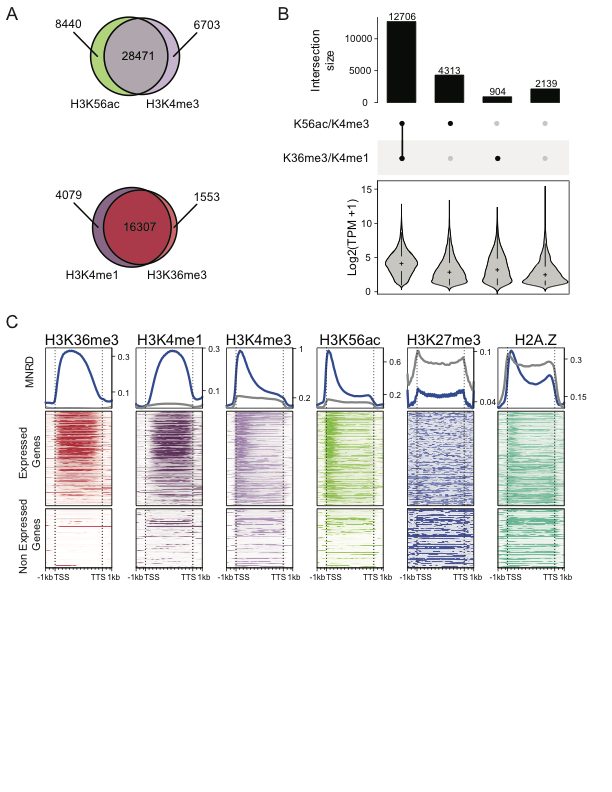 A
8440
6703
28471
H3K56ac
H3K4me3
4079
1553
16307
H3K4me1
H3K36me3
B
Intersection
size
10000
5000
0
12706
4313
904
2139
K56ac/K4me3
K36me3/K4me1
Log2(TPM +1)
15
10
5
0
C
H3K36me3
H3K4me1
H3K4me3
H3K56ac
H3K27me3
H2A.Z
MNRD
0.3
0.1
0.3
0.1
1
0.2
0.6
0.2
0.1
0.04
0.3
0.15
Expressed
Genes
Non Expressed
Genes
-1kb TSS TTS 1kb
-1kb TSS TTS 1kb
-1kb TSS TTS 1kb
-1kb TSS TTS 1kb
-1kb TSS TTS 1kb
-1kb TSS TTS 1kb